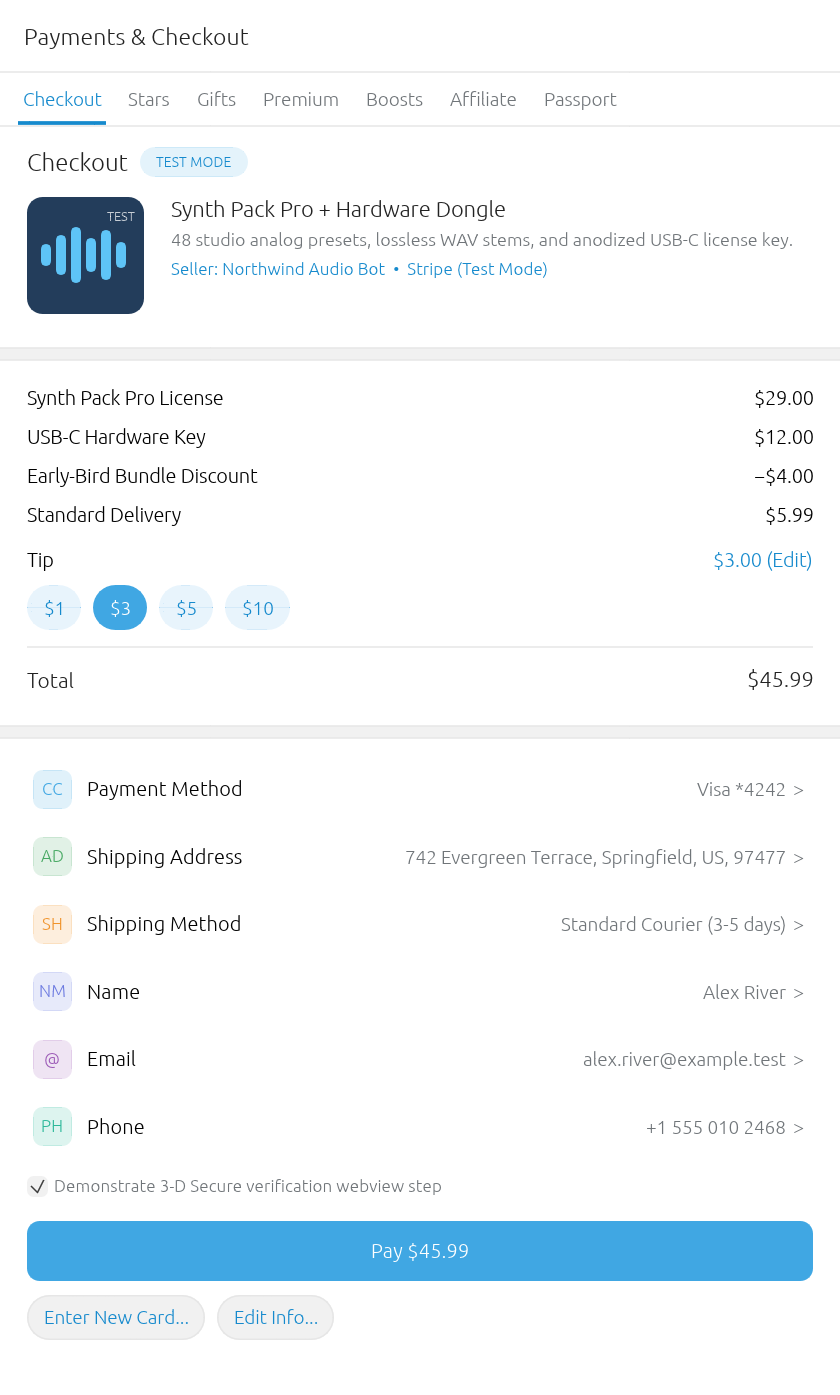 Payments & Checkout
Checkout Stars Gifts Premium Boosts Affiliate Passport
Checkout TEST MODE
TEST
Synth Pack Pro + Hardware Dongle
48 studio analog presets, lossless WAV stems, and anodized USB-C license key.
Seller: Northwind Audio Bot • Stripe (Test Mode)
Synth Pack Pro License $29.00
USB-C Hardware Key $12.00
Early-Bird Bundle Discount –$4.00
Standard Delivery $5.99
Tip $3.00 (Edit)
$1 $3 $5 $10
Total $45.99
CC Payment Method Visa *4242 >
AD Shipping Address 742 Evergreen Terrace, Springfield, US, 97477 >
SH Shipping Method Standard Courier (3-5 days) >
NM Name Alex River >
@ Email alex.river@example.test >
PH Phone +1 555 010 2468 >
Demonstrate 3-D Secure verification webview step
Pay $45.99
Enter New Card... Edit Info...